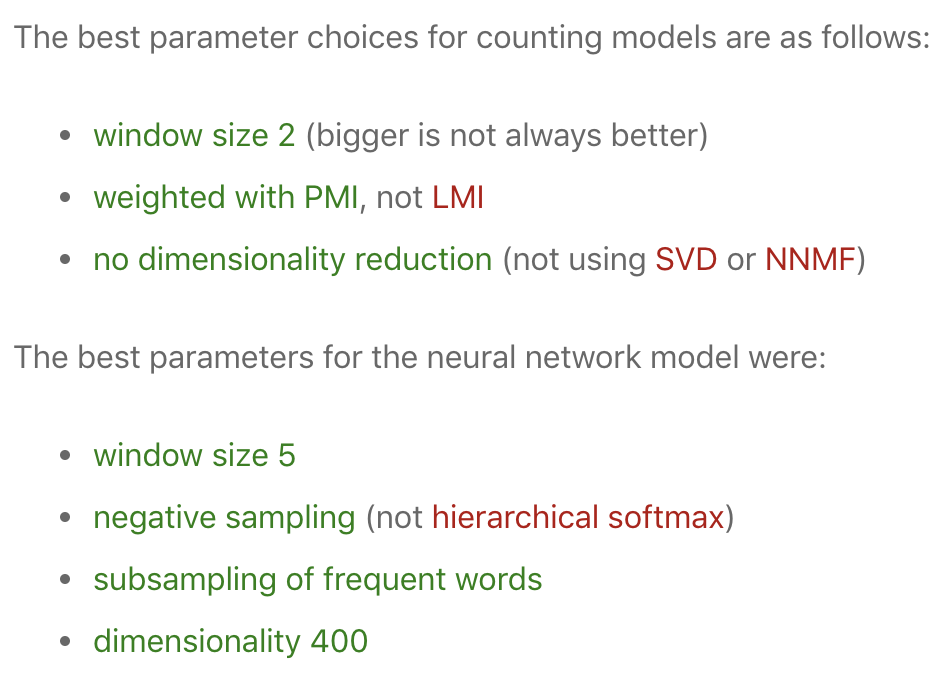 The best parameter choices for counting models are as follows:
• window size 2 (bigger is not always better)
• weighted with PMI, not LMI
• no dimensionality reduction (not using SVD or NNMF)
The best parameters for the neural network model were:
• window size 5
• negative sampling (not hierarchical softmax)
• subsampling of frequent words
• dimensionality 400